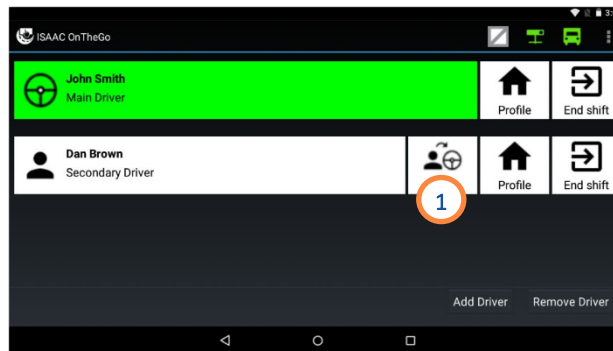 3:
ISAAC OnTheGo
John Smith
Main Driver
Profile
End shift
Dan Brown
Secondary Driver
Profile
End shift
1
Add Driver
Remove Driver